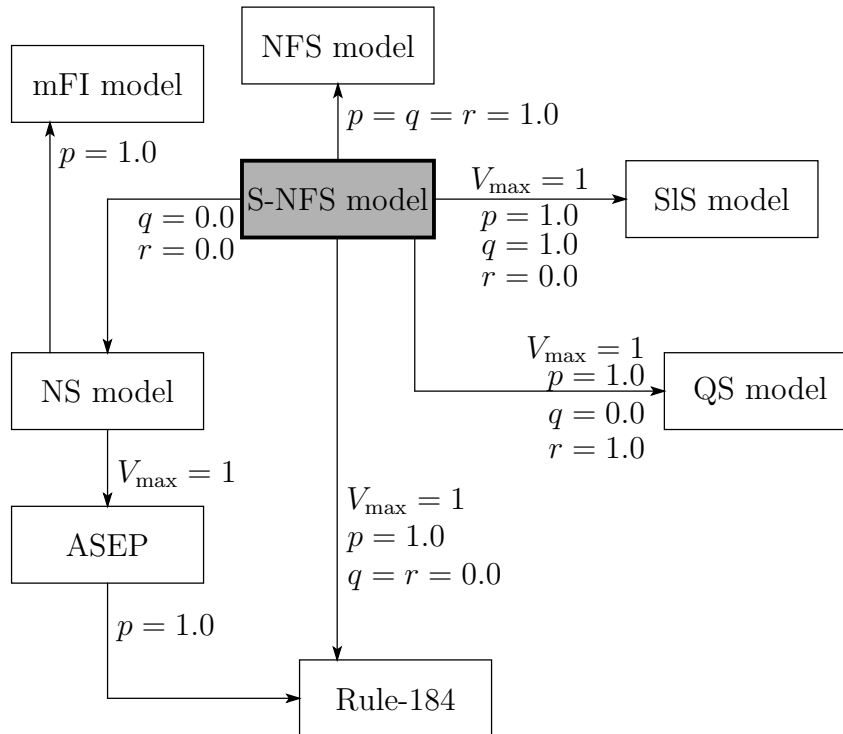 NFS model
mFI model
p = q = r = 1.0
p = 1.0
S-NFS model
V_max = 1
p = 1.0
q = 1.0
r = 0.0
SlS model
q = 0.0
r = 0.0
V_max = 1
p = 1.0
q = 0.0
r = 1.0
QS model
NS model
V_max = 1
ASEP
V_max = 1
p = 1.0
q = r = 0.0
p = 1.0
Rule-184